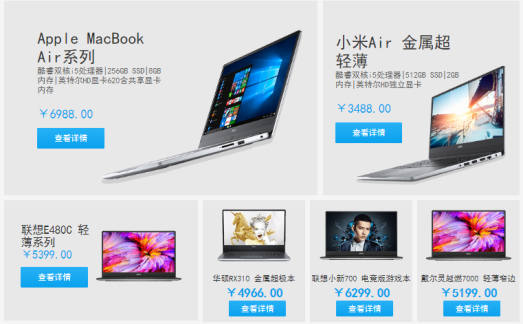 Apple MacBook
Air系列
酷睿双核i5处理器|256GB SSD|8GB
内存|英特尔HD显卡620含共享显卡
内存
￥6988.00
查看详情
小米Air 金属超
轻薄
酷睿双核i5处理器|512GB SSD|2GB
内存|英特尔HD独立显卡
￥3488.00
查看详情
联想E480C 轻
薄系列
￥5399.00
查看详情
华硕RX310 金属超极本
￥4966.00
查看详情
联想小新700 电竞版游戏本
￥6299.00
查看详情
戴尔灵越燃7000 轻薄窄边
￥5199.00
查看详情